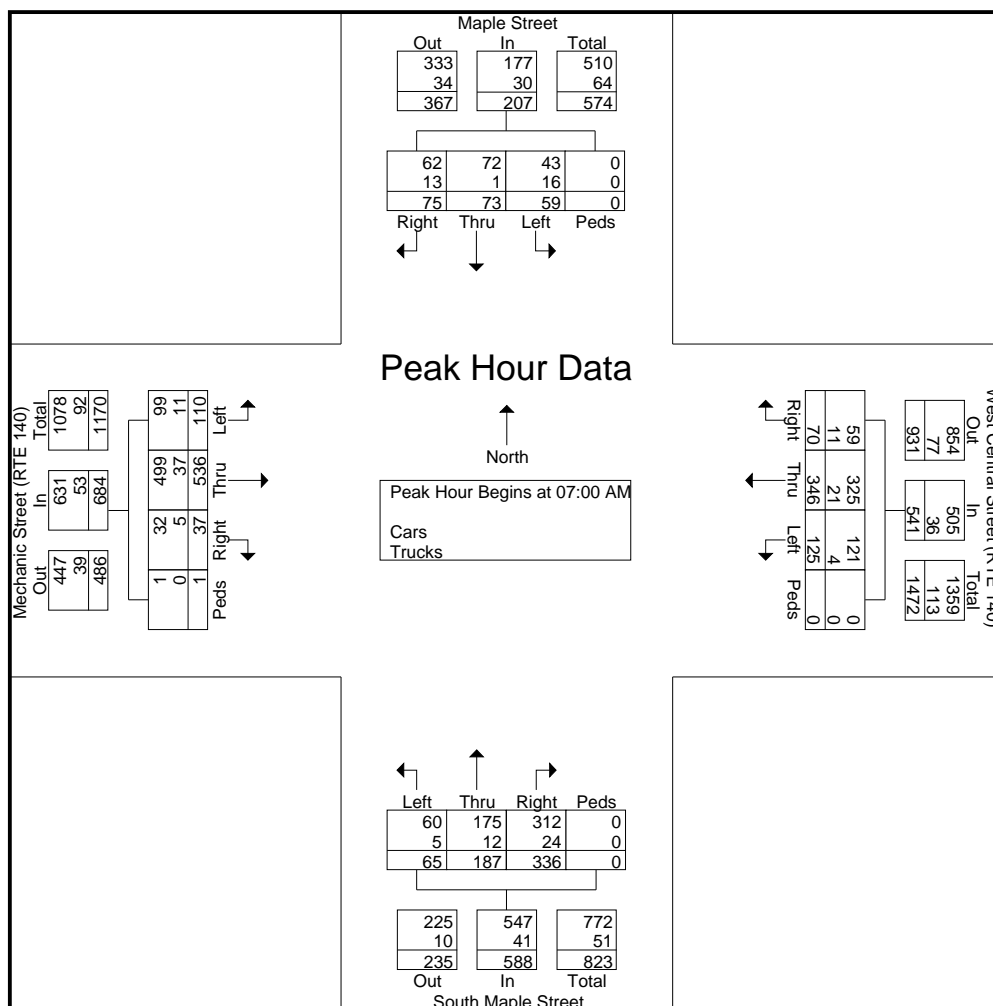 Maple Street
Out In Total
333 177 510
34 30 64
367 207 574
62 72 43 0
13 1 16 0
75 73 59 0
Right Thru Left Peds
Peak Hour Data
North
Peak Hour Begins at 07:00 AM
Cars
Trucks
Mechanic Street (RTE 140)
Out In Total
447 631 1078
39 53 92
486 684 1170
1 32 499 99
0 5 37 11
1 37 536 110
Peds Right Thru Left
West Central Street (RTE 140)
Out In Total
854 505 1359
77 36 113
931 541 1472
59 325 121 0
11 21 4 0
70 346 125 0
Right Thru Left Peds
Left Thru Right Peds
60 175 312 0
5 12 24 0
65 187 336 0
225 547 772
10 41 51
235 588 823
Out In Total
South Maple Street